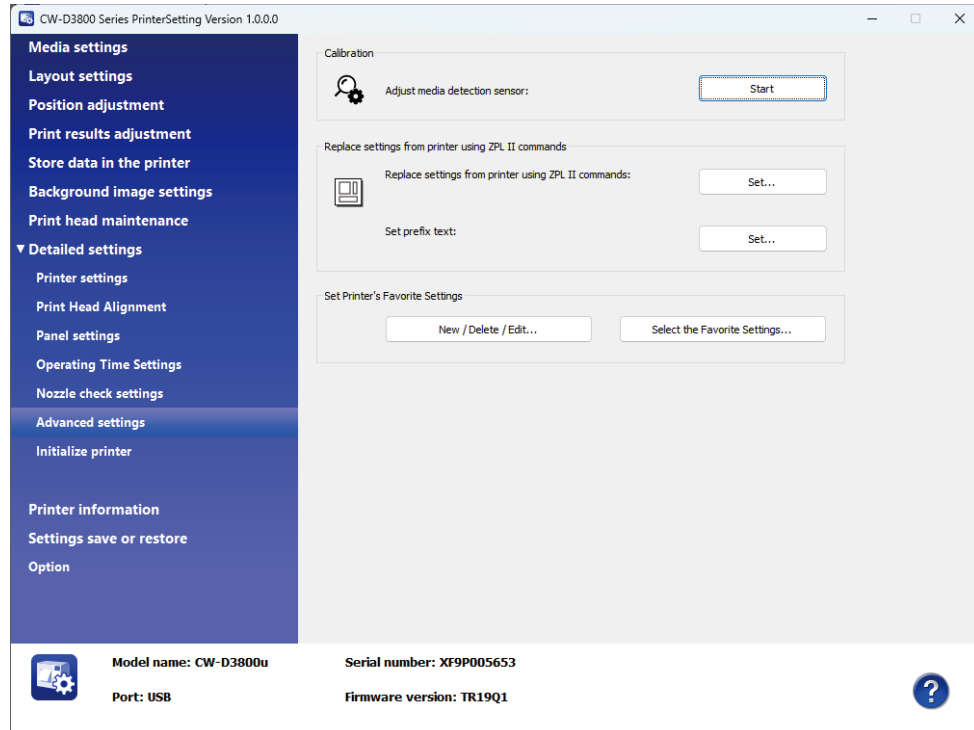 CW-D3800 Series PrinterSetting Version 1.0.0.0
Media settings
Layout settings
Position adjustment
Print results adjustment
Store data in the printer
Background image settings
Print head maintenance
▼ Detailed settings
Printer settings
Print Head Alignment
Panel settings
Operating Time Settings
Nozzle check settings
Advanced settings
Initialize printer
Printer information
Settings save or restore
Option
Calibration
Adjust media detection sensor:
Start
Replace settings from printer using ZPL II commands
Replace settings from printer using ZPL II commands:
Set...
Set prefix text:
Set...
Set Printer's Favorite Settings
New / Delete / Edit...
Select the Favorite Settings...
Model name: CW-D3800u
Serial number: XF9P005653
Port: USB
Firmware version: TR19Q1
?